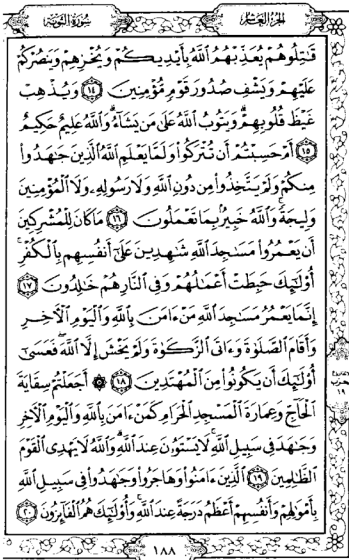 الجزء العاشر
سورة التوبة
قَٰتِلُوهُمْ يُعَذِّبْهُمُ ٱللَّهُ بِأَيْدِيكُمْ وَيُخْزِهِمْ وَيَنصُرْكُمْ
عَلَيْهِمْ وَيَشْفِ صُدُورَ قَوْمٍ مُّؤْمِنِينَ ١٤ وَيُذْهِبْ
غَيْظَ قُلُوبِهِمْ ۗ وَيَتُوبُ ٱللَّهُ عَلَىٰ مَن يَشَآءُ ۗ وَٱللَّهُ عَلِيمٌ حَكِيمٌ
١٥ أَمْ حَسِبْتُمْ أَن تُتْرَكُوا۟ وَلَمَّا يَعْلَمِ ٱللَّهُ ٱلَّذِينَ جَٰهَدُوا۟
مِنكُمْ وَلَمْ يَتَّخِذُوا۟ مِن دُونِ ٱللَّهِ وَلَا رَسُولِهِۦ وَلَا ٱلْمُؤْمِنِينَ
وَلِيجَةً ۚ وَٱللَّهُ خَبِيرٌۢ بِمَا تَعْمَلُونَ ١٦ مَا كَانَ لِلْمُشْرِكِينَ
أَن يَعْمُرُوا۟ مَسَٰجِدَ ٱللَّهِ شَٰهِدِينَ عَلَىٰٓ أَنفُسِهِم بِٱلْكُفْرِ ۚ
أُو۟لَٰٓئِكَ حَبِطَتْ أَعْمَٰلُهُمْ وَفِى ٱلنَّارِ هُمْ خَٰلِدُونَ ١٧
إِنَّمَا يَعْمُرُ مَسَٰجِدَ ٱللَّهِ مَنْ ءَامَنَ بِٱللَّهِ وَٱلْيَوْمِ ٱلْءَاخِرِ
وَأَقَامَ ٱلصَّلَوٰةَ وَءَاتَى ٱلزَّكَوٰةَ وَلَمْ يَخْشَ إِلَّا ٱللَّهَ ۖ فَعَسَىٰٓ
أُو۟لَٰٓئِكَ أَن يَكُونُوا۟ مِنَ ٱلْمُهْتَدِينَ ١٨ ۞ أَجَعَلْتُمْ سِقَايَةَ
ٱلْحَآجِّ وَعِمَارَةَ ٱلْمَسْجِدِ ٱلْحَرَامِ كَمَنْ ءَامَنَ بِٱللَّهِ وَٱلْيَوْمِ ٱلْءَاخِرِ
وَجَٰهَدَ فِى سَبِيلِ ٱللَّهِ ۚ لَا يَسْتَوُۥنَ عِندَ ٱللَّهِ ۗ وَٱللَّهُ لَا يَهْدِى ٱلْقَوْمَ
ٱلظَّٰلِمِينَ ١٩ ٱلَّذِينَ ءَامَنُوا۟ وَهَاجَرُوا۟ وَجَٰهَدُوا۟ فِى سَبِيلِ ٱللَّهِ
بِأَمْوَٰلِهِمْ وَأَنفُسِهِمْ أَعْظَمُ دَرَجَةً عِندَ ٱللَّهِ ۚ وَأُو۟لَٰٓئِكَ هُمُ ٱلْفَآئِزُونَ ٢٠
١٨٨